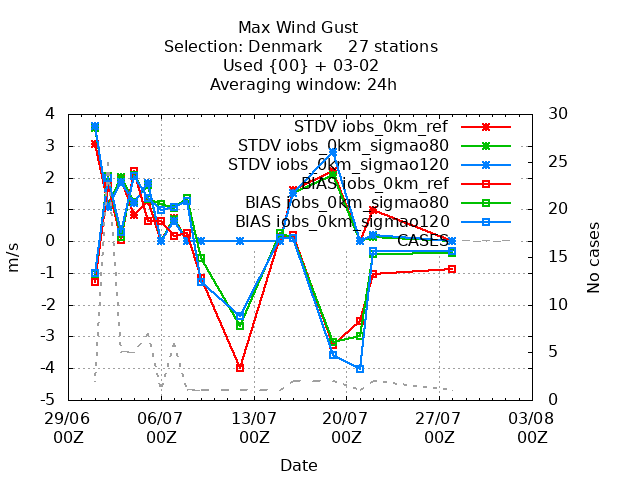 Max Wind Gust
Selection: Denmark 27 stations
Used {00} + 03-02
Averaging window: 24h
4
3
2
1
0
-1
-2
-3
-4
-5
m/s
30
25
20
15
10
5
0
No cases
STDV iobs_0km_ref
STDV iobs_0km_sigmao80
STDV iobs_0km_sigmao120
BIAS iobs_0km_ref
BIAS iobs_0km_sigmao80
BIAS iobs_0km_sigmao120
CASES
29/06 06/07 13/07 20/07 27/07 03/08
00Z 00Z 00Z 00Z 00Z 00Z
Date